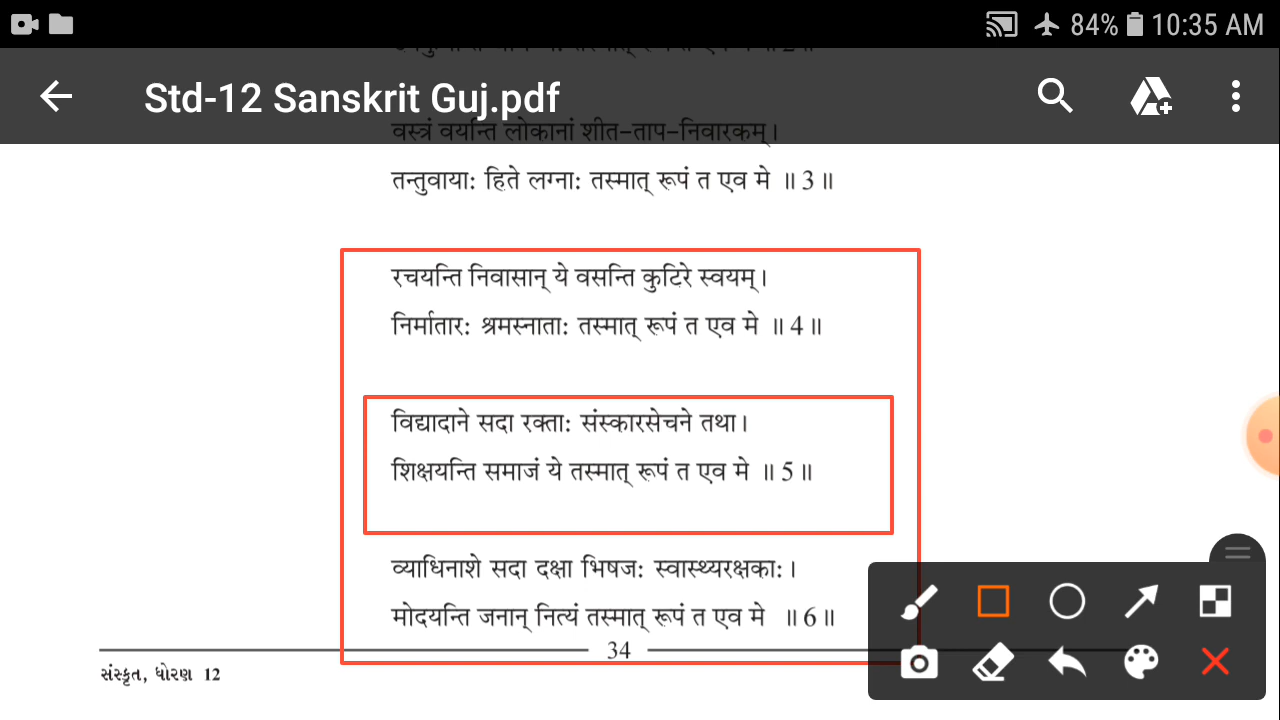 84% 10:35 AM
Std-12 Sanskrit Guj.pdf
वस्त्रं वयन्ति लोकानां शीत-ताप-निवारकम्।
तन्तुवायाः हिते लग्नाः तस्मात् रूपं त एव मे ॥ 3 ॥
रचयन्ति निवासान् ये वसन्ति कुटिरे स्वयम्।
निर्मातारः श्रमस्नाताः तस्मात् रूपं त एव मे ॥ 4 ॥
विद्यादाने सदा रक्ताः संस्कारसेचने तथा।
शिक्षयन्ति समाजं ये तस्मात् रूपं त एव मे ॥ 5 ॥
व्याधिनाशे सदा दक्षा भिषजः स्वास्थ्यरक्षकाः।
मोदयन्ति जनान् नित्यं तस्मात् रूपं त एव मे ॥ 6 ॥
34
સંસ્કૃત, ધોરણ 12